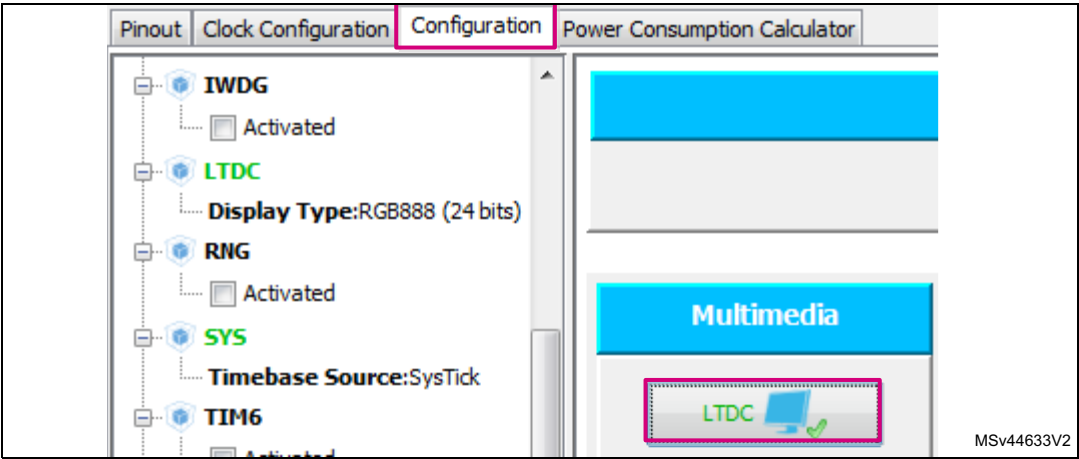 Pinout Clock Configuration Configuration Power Consumption Calculator
IWDG
Activated
LTDC
Display Type:RGB888 (24 bits)
RNG
Activated
SYS
Timebase Source:SysTick
TIM6
Activated
Multimedia
LTDC
MSv44633V2